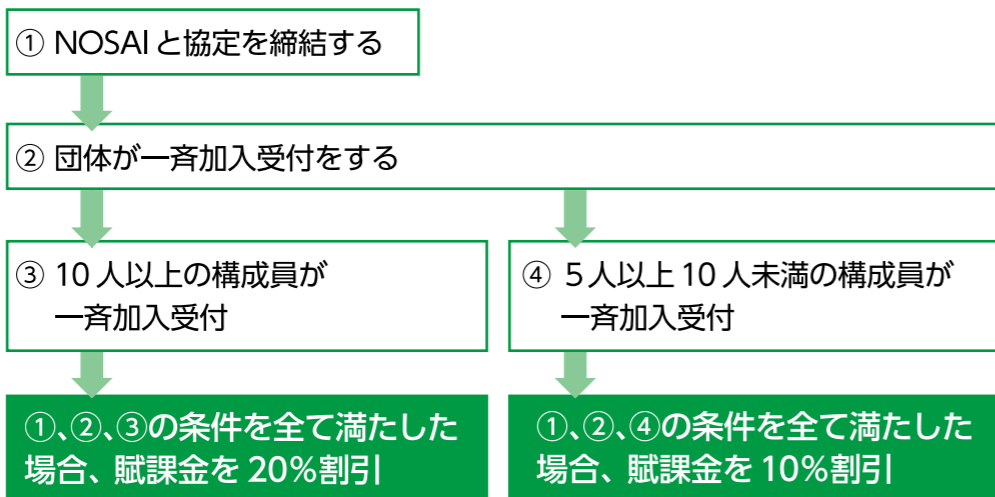 ① NOSAIと協定を締結する
② 団体が一斉加入受付をする
③ 10人以上の構成員が
一斉加入受付
④ 5人以上10人未満の構成員が
一斉加入受付
①、②、③の条件を全て満たした
場合、賦課金を20%割引
①、②、④の条件を全て満たした
場合、賦課金を10%割引